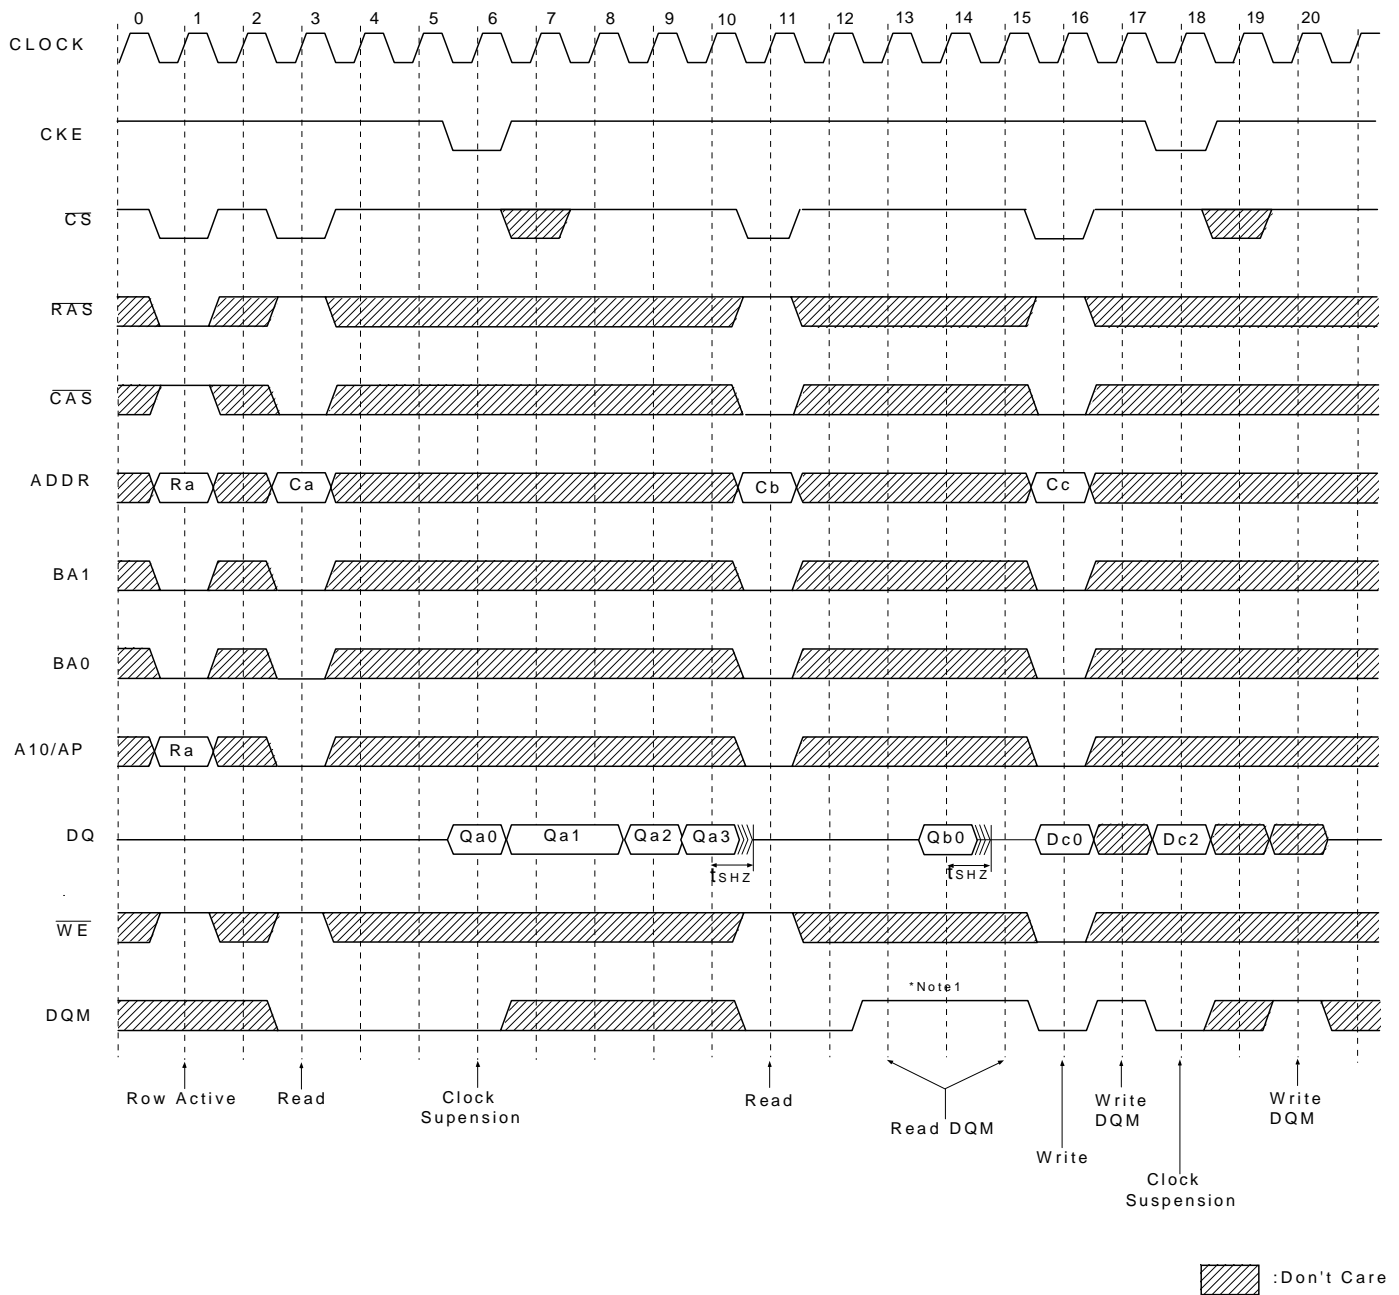 0 1 2 3 4 5 6 7 8 9 10 11 12 13 14 15 16 17 18 19 20
CLOCK
CKE
CS
RAS
CAS
ADDR Ra Ca Cb Cc
BA1
BA0
A10/AP Ra
DQ Qa0 Qa1 Qa2 Qa3 Qb0 Dc0 Dc2
tSHZ tSHZ
WE
*Note1
DQM
Row Active Read Clock Supension Read Read DQM Write Write DQM Clock Suspension Write DQM
:Don't Care